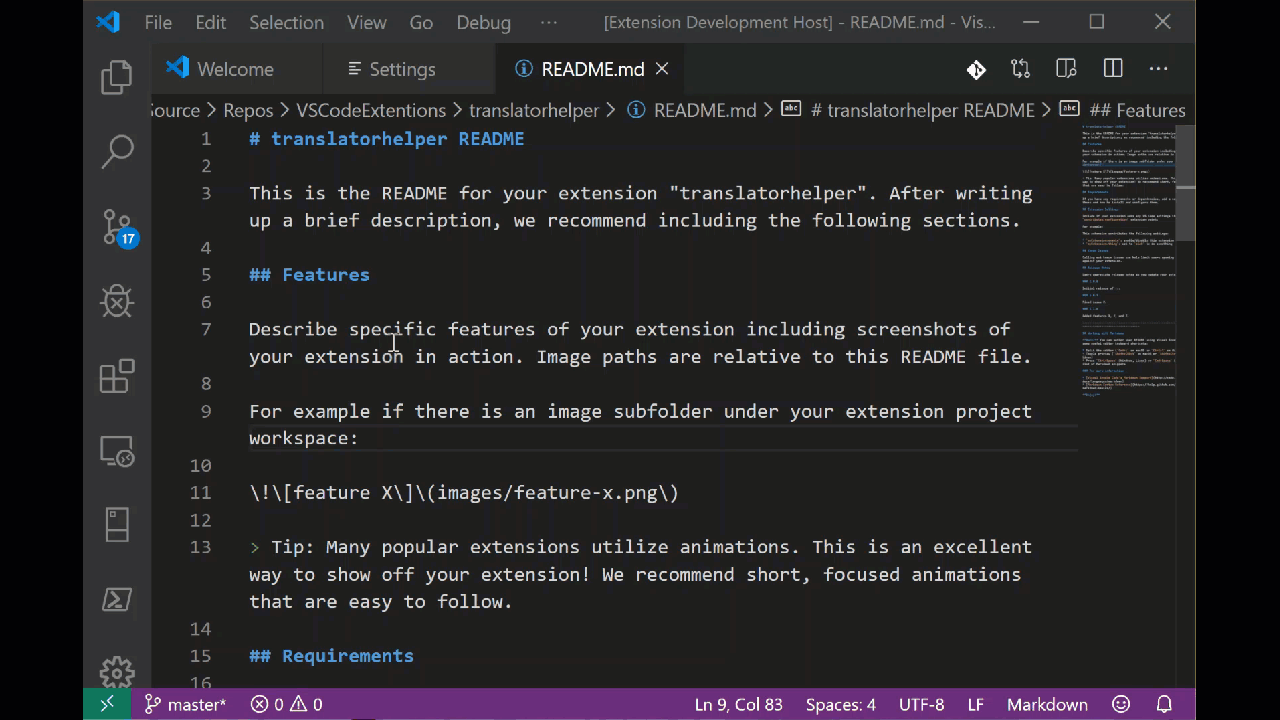 File Edit Selection View Go Debug ··· [Extension Development Host] - README.md - Vis...
Welcome Settings README.md
Source > Repos > VSCodeExtentions > translatorhelper > README.md > # translatorhelper README > ## Features
1 # translatorhelper README
2
3 This is the README for your extension "translatorhelper". After writing
up a brief description, we recommend including the following sections.
4
5 ## Features
6
7 Describe specific features of your extension including screenshots of
your extension in action. Image paths are relative to this README file.
8
9 For example if there is an image subfolder under your extension project
workspace:
10
11 \!\[feature X\]\(images/feature-x.png\)
12
13 > Tip: Many popular extensions utilize animations. This is an excellent
way to show off your extension! We recommend short, focused animations
that are easy to follow.
14
15 ## Requirements
16
17
master* 0 0 Ln 9, Col 83 Spaces: 4 UTF-8 LF Markdown